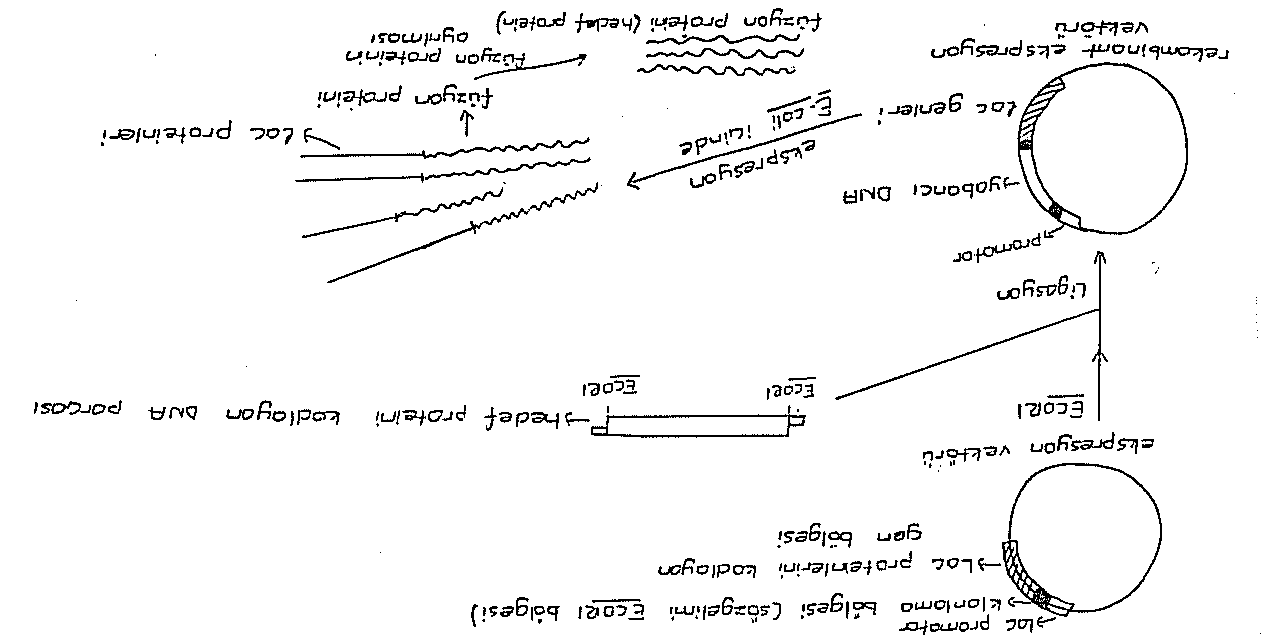 Lac promotor
klonlama bölgesi (sözgelimi EcoRI bölgesi)
Lac proteinlerini kodlayan
gen bölgesi
ekspresyon vektörü
EcoRI
hedef proteini kodlayan DNA parçası
EcoRI
EcoRI
Ligasyon
promotor
yabancı DNA
Lac genleri
rekombinant ekspresyon
vektörü
ekspresyon
E. coli içinde
Lac proteinleri
füzyon proteini
füzyon proteinin
ayrılması
füzyon proteini (hedef protein)